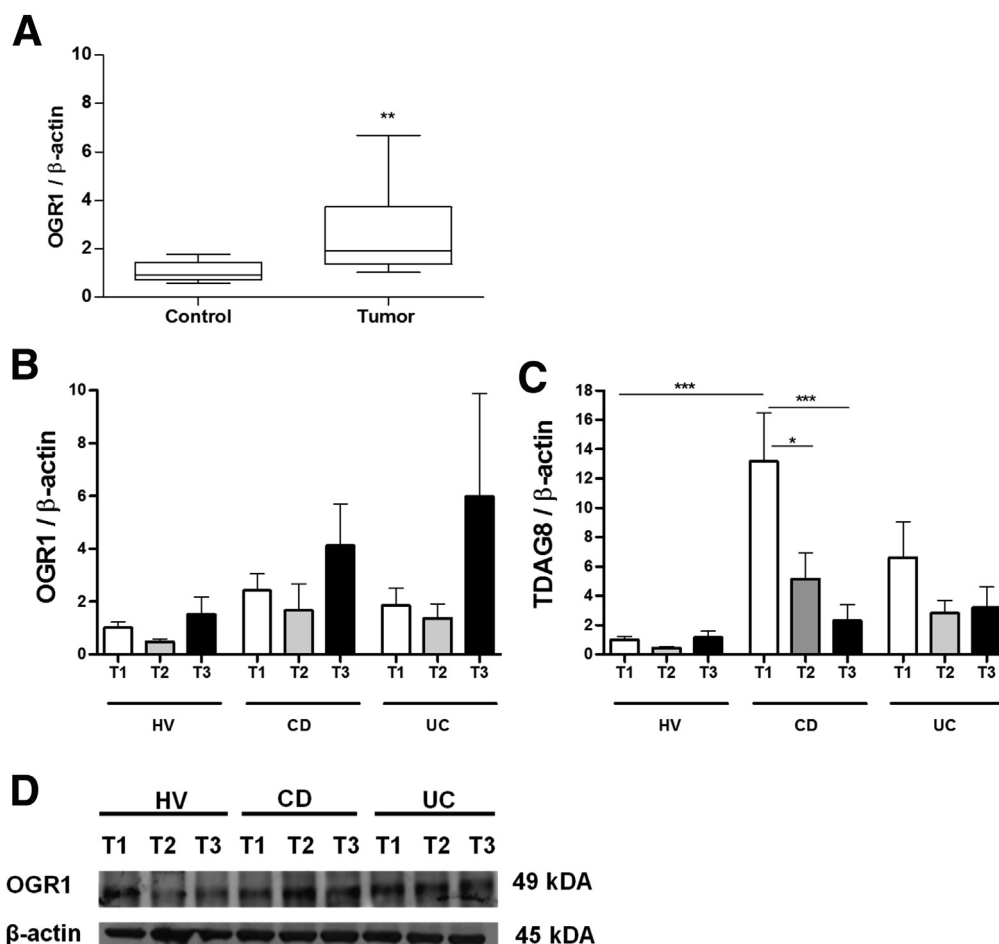 A
OGR1 / β-actin
10
8
6
4
2
0
**
Control
Tumor
B
OGR1 / β-actin
10
8
6
4
2
0
T1 T2 T3 T1 T2 T3 T1 T2 T3
HV CD UC
C
TDAG8 / β-actin
18
16
14
12
10
8
6
4
2
0
***
***
*
T1 T2 T3 T1 T2 T3 T1 T2 T3
HV CD UC
D
HV CD UC
T1 T2 T3 T1 T2 T3 T1 T2 T3
OGR1 49 kDA
β-actin 45 kDA